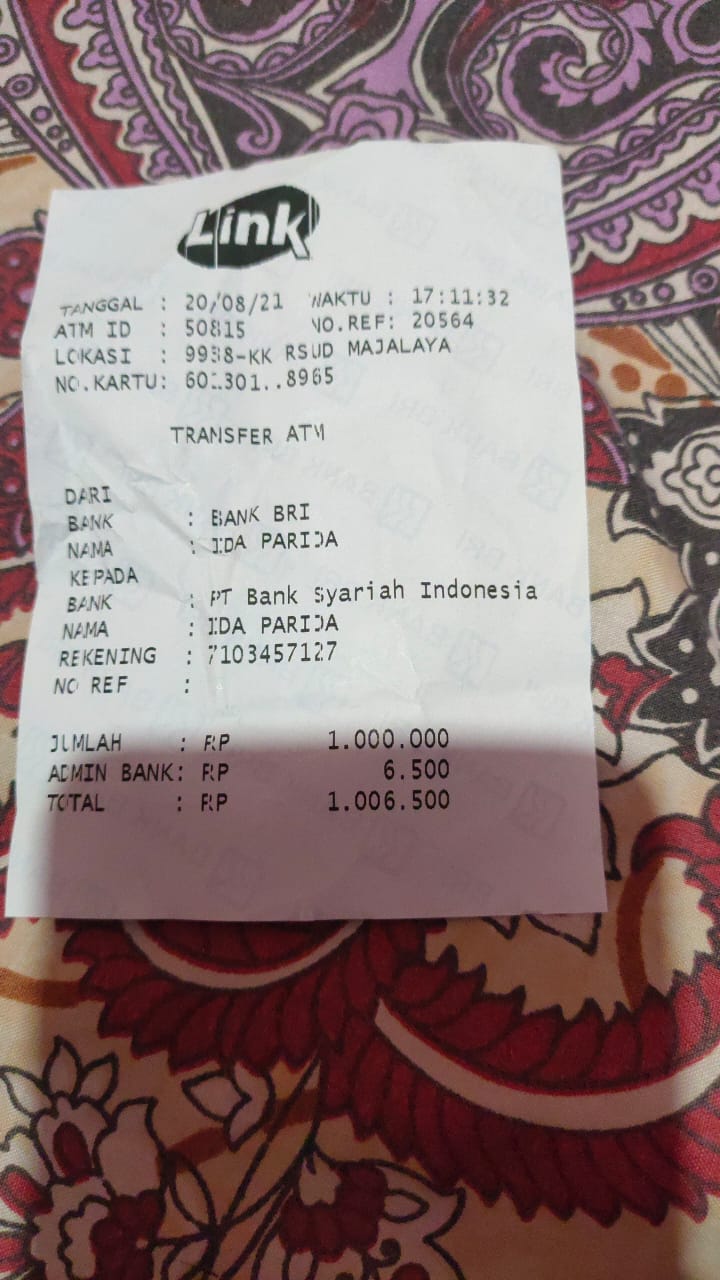 Link
TANGGAL : 20/08/21 WAKTU : 17:11:32
ATM ID : 50815 NO.REF: 20564
LOKASI : 9938-KK RSUD MAJALAYA
NO.KARTU: 601301..8965
TRANSFER ATM
DARI
BANK : BANK BRI
NAMA : IDA PARIDA
KEPADA
BANK : PT Bank Syariah Indonesia
NAMA : IDA PARIDA
REKENING : 7103457127
NO REF :
JUMLAH : RP 1.000.000
ADMIN BANK: RP 6.500
TOTAL : RP 1.006.500